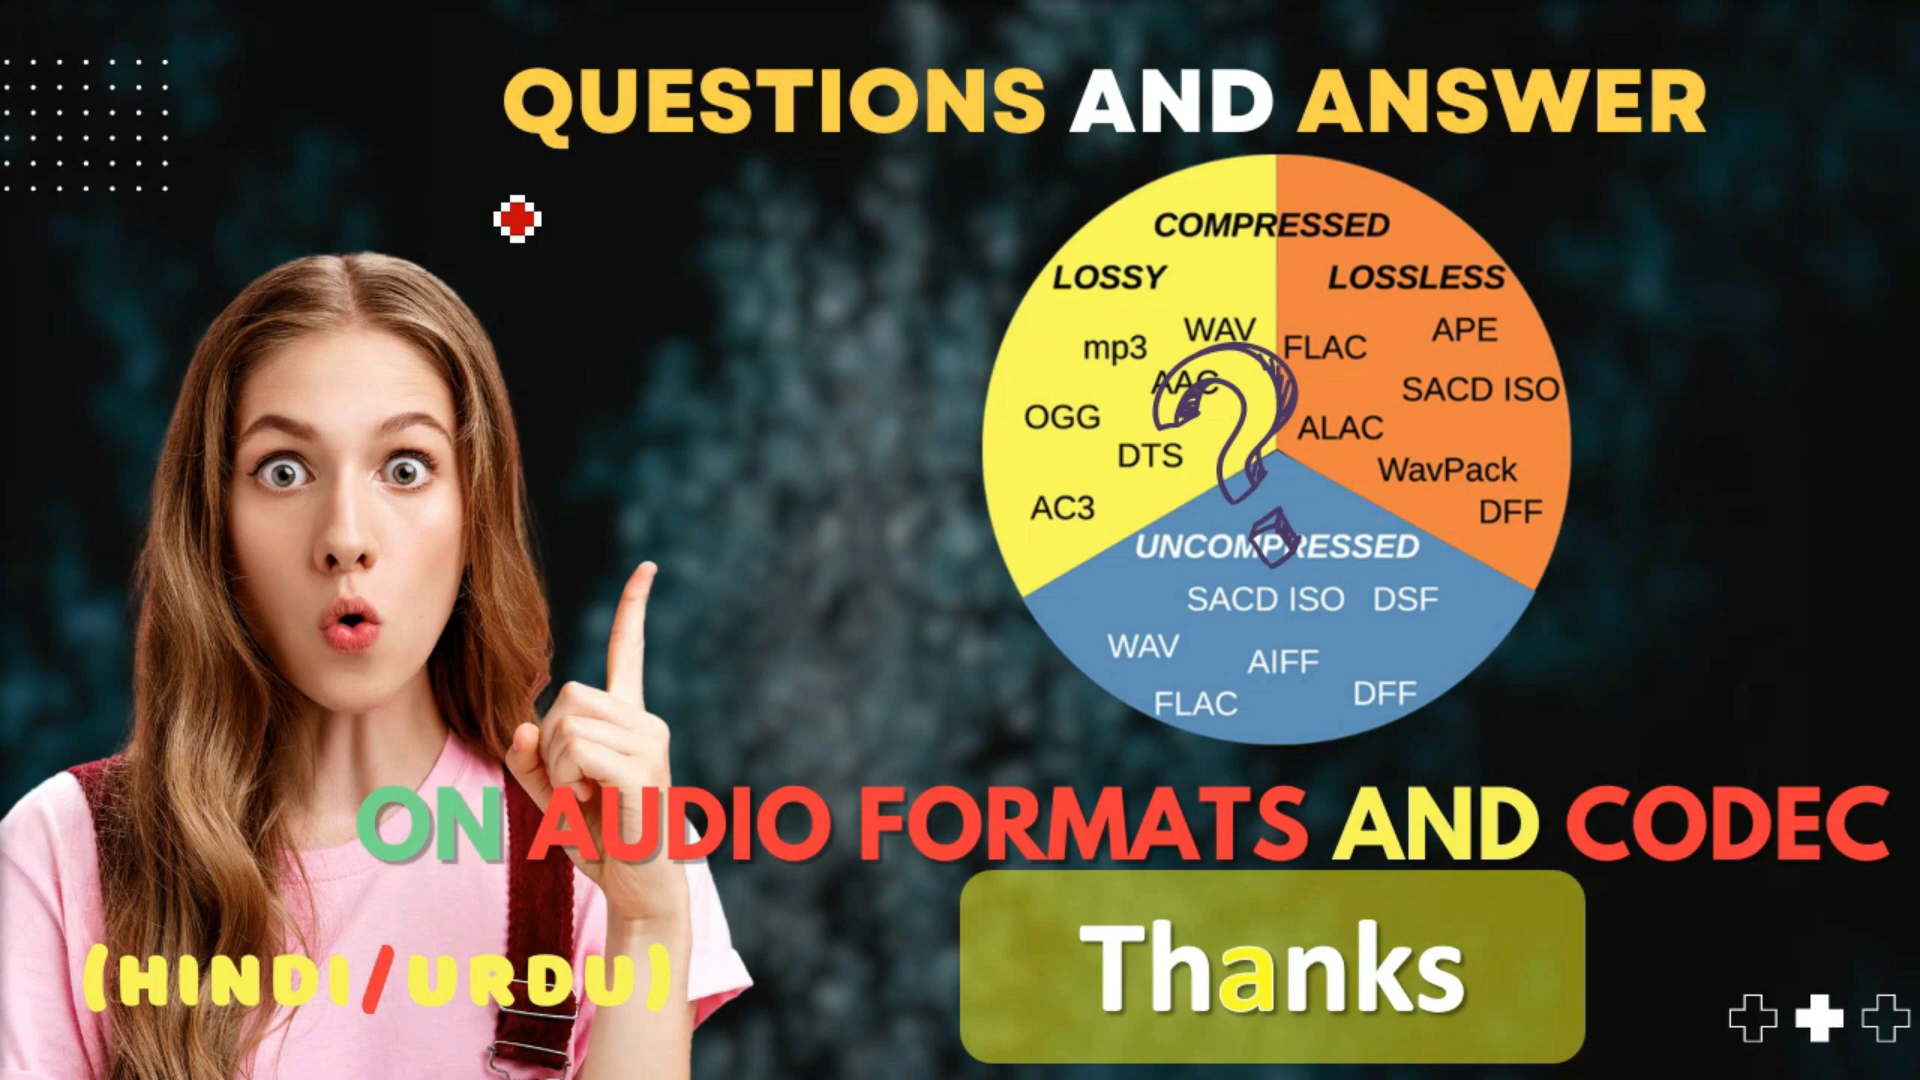 QUESTIONS AND ANSWER
COMPRESSED
LOSSY
LOSSLESS
WAV
mp3
AAC
OGG
DTS
AC3
FLAC
APE
SACD ISO
ALAC
WavPack
DFF
?
UNCOMPRESSED
SACD ISO DSF
WAV
AIFF
FLAC
DFF
ON AUDIO FORMATS AND CODEC
(HINDI/URDU)
Thanks